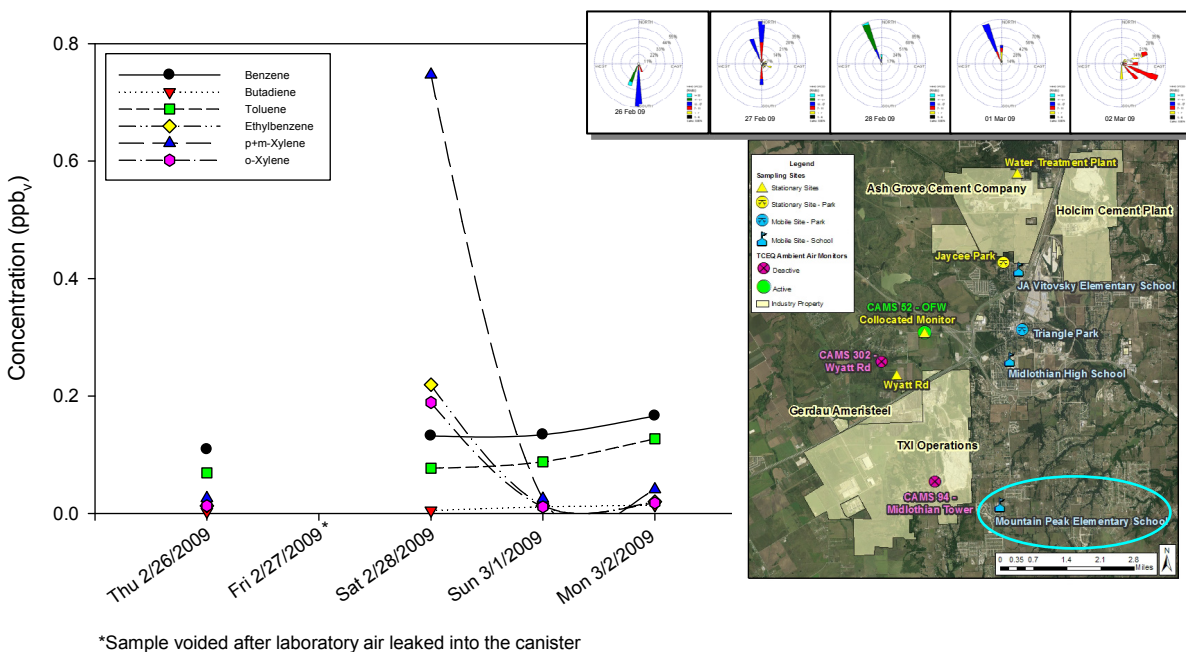 0.8
0.6
0.4
0.2
0.0
Concentration (ppbv)
Benzene
Butadiene
Toluene
Ethylbenzene
p+m-Xylene
o-Xylene
Thu 2/26/2009
Fri 2/27/2009*
Sat 2/28/2009
Sun 3/1/2009
Mon 3/2/2009
*Sample voided after laboratory air leaked into the canister
26 Feb 09
27 Feb 09
28 Feb 09
01 Mar 09
02 Mar 09
Legend
Sampling Sites
Stationary Sites
Stationary Site - Park
Mobile Site - Park
Mobile Site - School
TCEQ Ambient Air Monitors
Deactive
Active
Industry Property
Water Treatment Plant
Ash Grove Cement Company
Holcim Cement Plant
Jaycee Park
JA Vitovsky Elementary School
CAMS 52 - OFW
Collocated Monitor
Triangle Park
CAMS 302 -
Wyatt Rd
Midlothian High School
Wyatt Rd
Gerdau Ameristeel
TXI Operations
CAMS 94 -
Midlothian Tower
Mountain Peak Elementary School
N
0 0.35 0.7 1.4 2.1 2.8
Miles